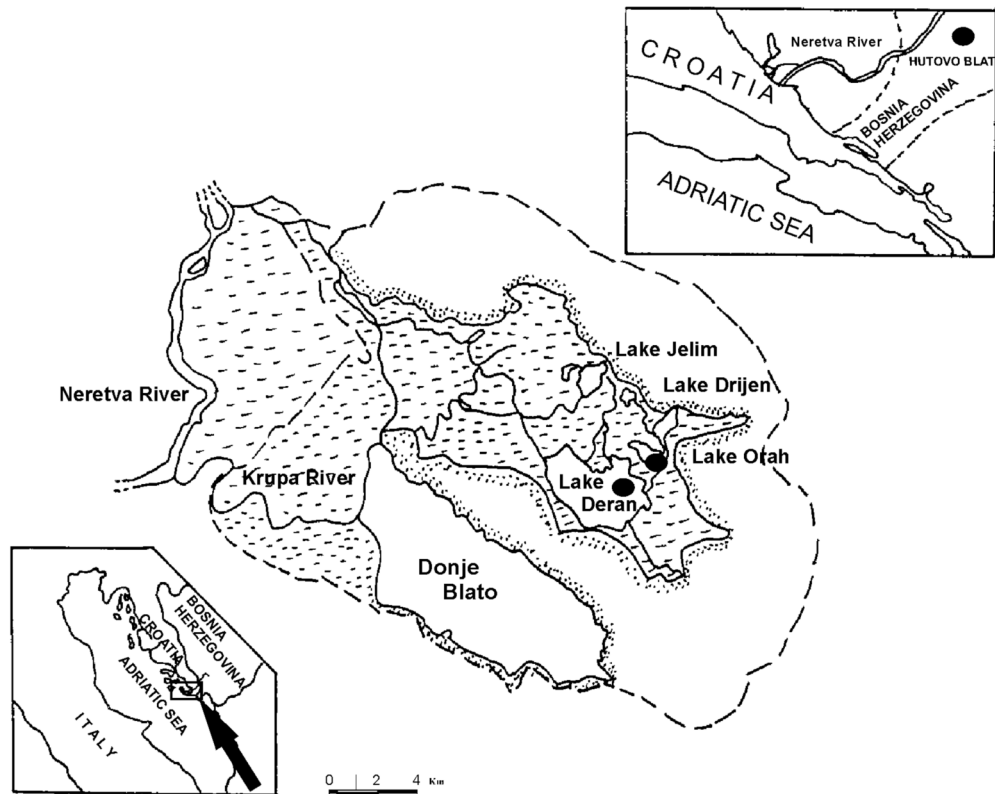 Neretva River
HUTOVO BLAT
CROATIA
BOSNIA
HERZEGOVINA
ADRIATIC SEA
Lake Jelim
Lake Drijen
Neretva River
Lake Orah
Krupa River
Lake
Deran
Donje
Blato
BOSNIA
HERZEGOVINA
CROATIA
ADRIATIC SEA
ITALY
0 2 4 Km